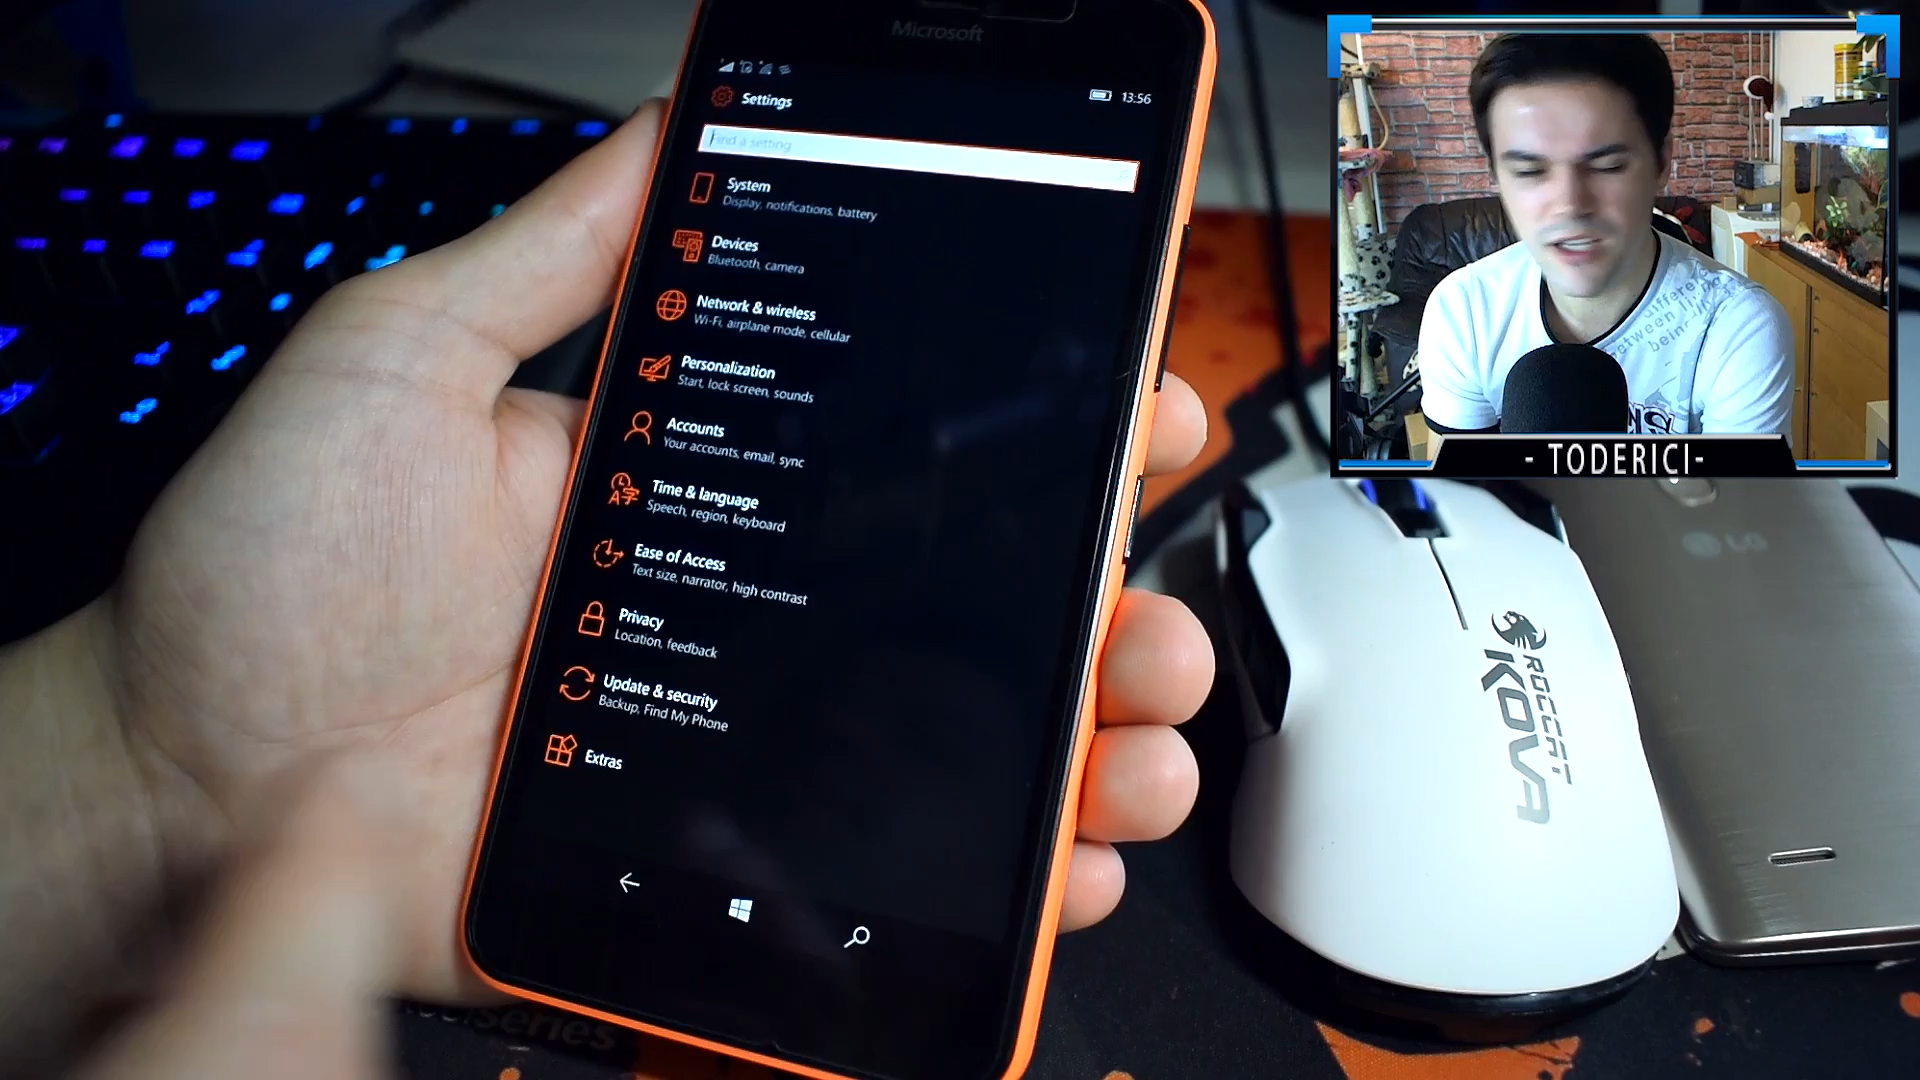 Microsoft
13:56
Settings
Find a setting
System
Display, notifications, battery
Devices
Bluetooth, camera
Network & wireless
Wi-Fi, airplane mode, cellular
Personalization
Start, lock screen, sounds
Accounts
Your accounts, email, sync
Time & language
Speech, region, keyboard
Ease of Access
Text size, narrator, high contrast
Privacy
Location, feedback
Update & security
Backup, Find My Phone
Extras
- TODERICI-
LG
ROCCAT
KOVA
between
being
series